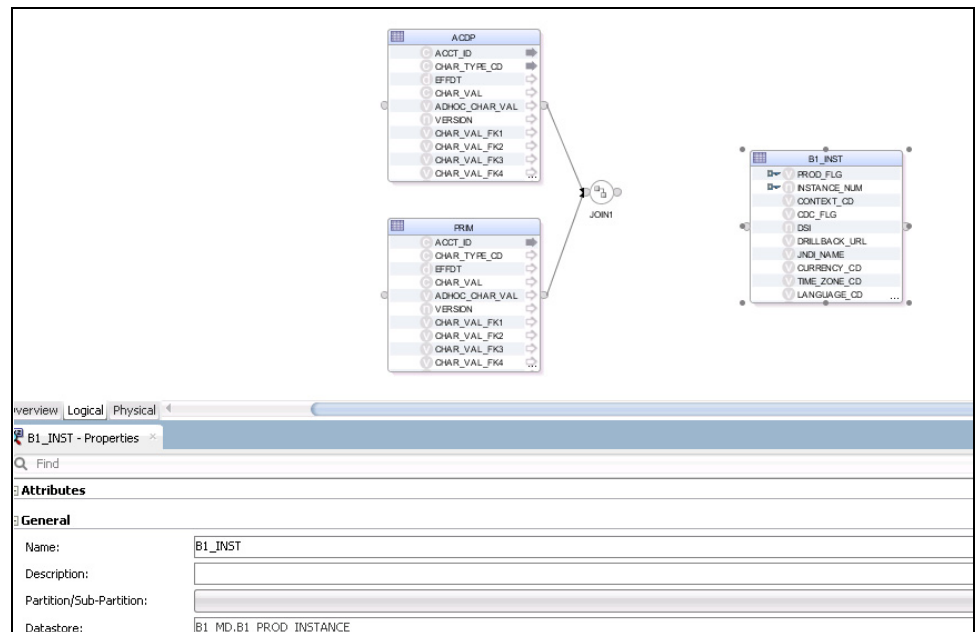 ACDP
ACCT_ID
CHAR_TYPE_CD
EFFDT
CHAR_VAL
ADHOC_CHAR_VAL
VERSION
CHAR_VAL_FK1
CHAR_VAL_FK2
CHAR_VAL_FK3
CHAR_VAL_FK4
PRIM
ACCT_ID
CHAR_TYPE_CD
EFFDT
CHAR_VAL
ADHOC_CHAR_VAL
VERSION
CHAR_VAL_FK1
CHAR_VAL_FK2
CHAR_VAL_FK3
CHAR_VAL_FK4
JOIN1
B1_INST
PROD_FLG
INSTANCE_NUM
CONTEXT_CD
CDC_FLG
DSI
DRILLBACK_URL
JNDI_NAME
CURRENCY_CD
TIME_ZONE_CD
LANGUAGE_CD ...
verview Logical Physical
B1_INST - Properties
Find
Attributes
General
Name: B1_INST
Description:
Partition/Sub-Partition:
Datastore: B1_MD.B1_PROD_INSTANCE